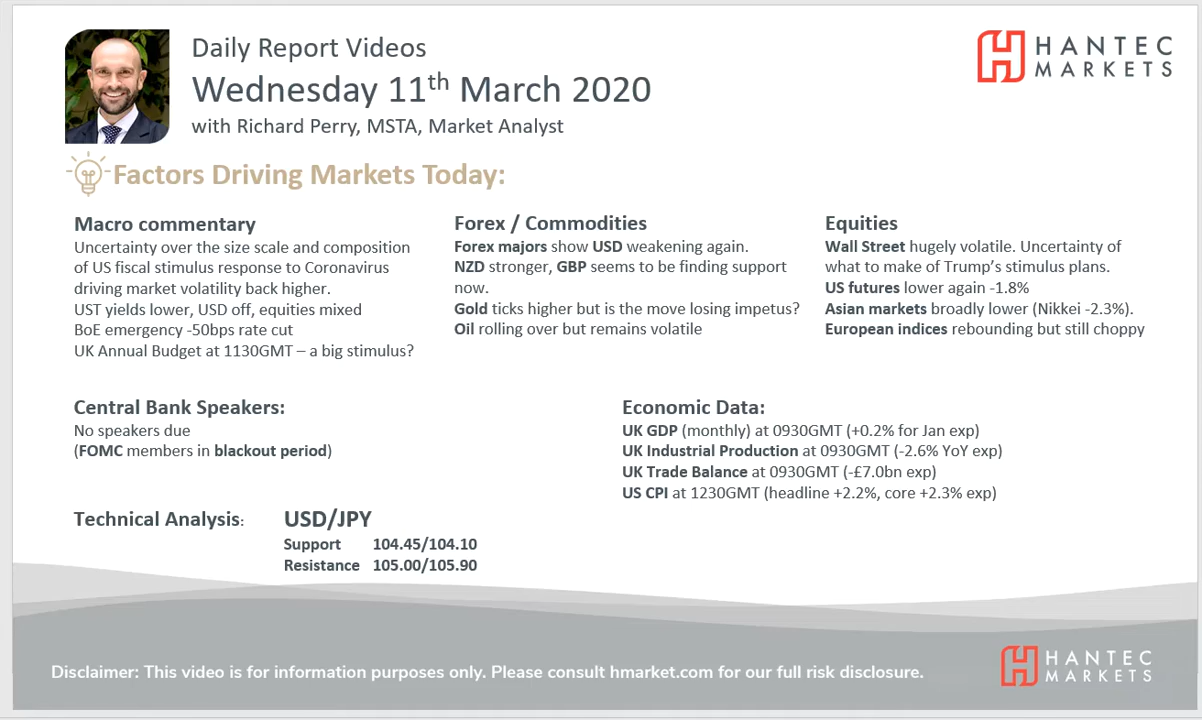 Daily Report Videos
Wednesday 11th March 2020
with Richard Perry, MSTA, Market Analyst
HANTEC
MARKETS
Factors Driving Markets Today:
Macro commentary
Uncertainty over the size scale and composition
of US fiscal stimulus response to Coronavirus
driving market volatility back higher.
UST yields lower, USD off, equities mixed
BoE emergency -50bps rate cut
UK Annual Budget at 1130GMT – a big stimulus?
Forex / Commodities
Forex majors show USD weakening again.
NZD stronger, GBP seems to be finding support
now.
Gold ticks higher but is the move losing impetus?
Oil rolling over but remains volatile
Equities
Wall Street hugely volatile. Uncertainty of
what to make of Trump's stimulus plans.
US futures lower again -1.8%
Asian markets broadly lower (Nikkei -2.3%).
European indices rebounding but still choppy
Central Bank Speakers:
No speakers due
(FOMC members in blackout period)
Economic Data:
UK GDP (monthly) at 0930GMT (+0.2% for Jan exp)
UK Industrial Production at 0930GMT (-2.6% YoY exp)
UK Trade Balance at 0930GMT (-£7.0bn exp)
US CPI at 1230GMT (headline +2.2%, core +2.3% exp)
Technical Analysis: USD/JPY
Support 104.45/104.10
Resistance 105.00/105.90
Disclaimer: This video is for information purposes only. Please consult hmarket.com for our full risk disclosure.
HANTEC
MARKETS